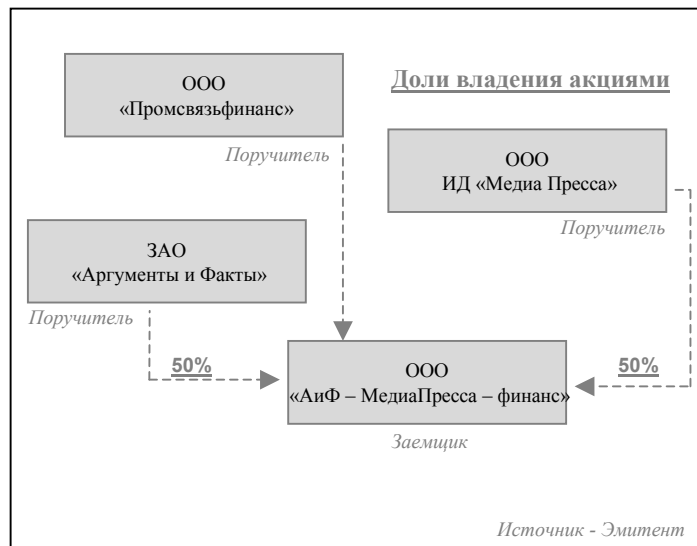 ООО
«Промсвязьфинанс»
Поручитель
Доли владения акциями
ООО
ИД «Медиа Пресса»
Поручитель
ЗАО
«Аргументы и Факты»
Поручитель
50%
50%
ООО
«АиФ – МедиаПресса – финанс»
Заемщик
Источник - Эмитент